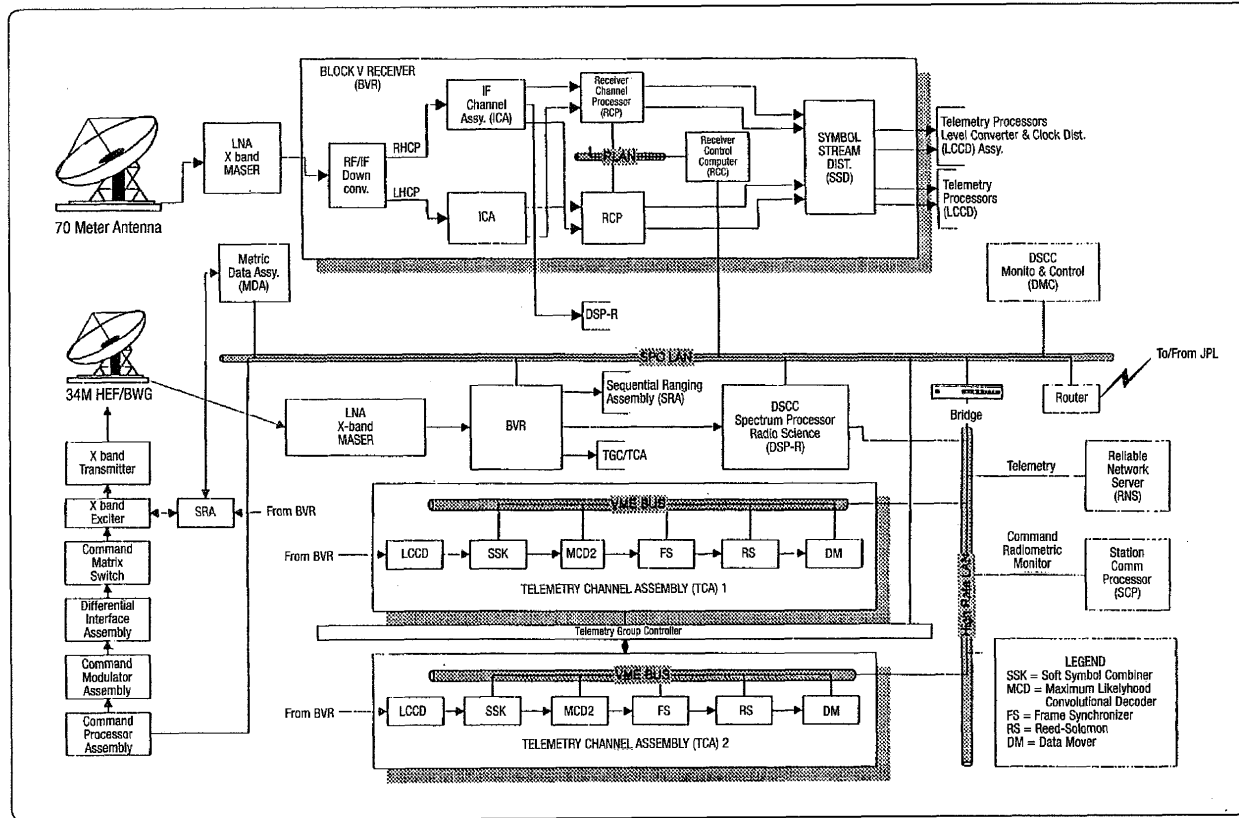 BLOCK V RECEIVER
(BVR)
LNA
X band
MASER
70 Meter Antenna
RF/IF
Down
conv.
RHCP
LHCP
IF
Channel
Assy. (ICA)
ICA
Receiver
Channel
Processor
(RCP)
PLAN
Receiver
Control
Computer
(RCC)
RCP
SYMBOL
STREAM
DIST.
(SSD)
Telemetry Processors
Level Converter & Clock Dist.
(LCCD) Assy.
Telemetry
Processors
(LCCD)
Metric
Data Assy.
(MDA)
DSP-R
DSCC
Monito & Control
(DMC)
SPC LAN
To/From JPL
34M HEF/BWG
LNA
X-band
MASER
BVR
Sequential Ranging
Assembly (SRA)
TGC/TCA
DSCC
Spectrum Processor
Radio Science
(DSP-R)
Bridge
Router
X band
Transmitter
X band
Exciter
SRA
From BVR
Command
Matrix
Switch
Differential
Interface
Assembly
Command
Modulator
Assembly
Command
Processor
Assembly
VME BUS
From BVR
LCCD
SSK
MCD2
FS
RS
DM
TELEMETRY CHANNEL ASSEMBLY (TCA) 1
Telemetry Group Controller
VME BUS
From BVR
LCCD
SSK
MCD2
FS
RS
DM
TELEMETRY CHANNEL ASSEMBLY (TCA) 2
High Rate LAN
Telemetry
Reliable
Network
Server
(RNS)
Command
Radiometric
Monitor
Station
Comm
Processor
(SCP)
LEGEND
SSK = Soft Symbol Combiner
MCD = Maximum Likelyhood
Convolutional Decoder
FS = Frame Synchronizer
RS = Reed-Solomon
DM = Data Mover